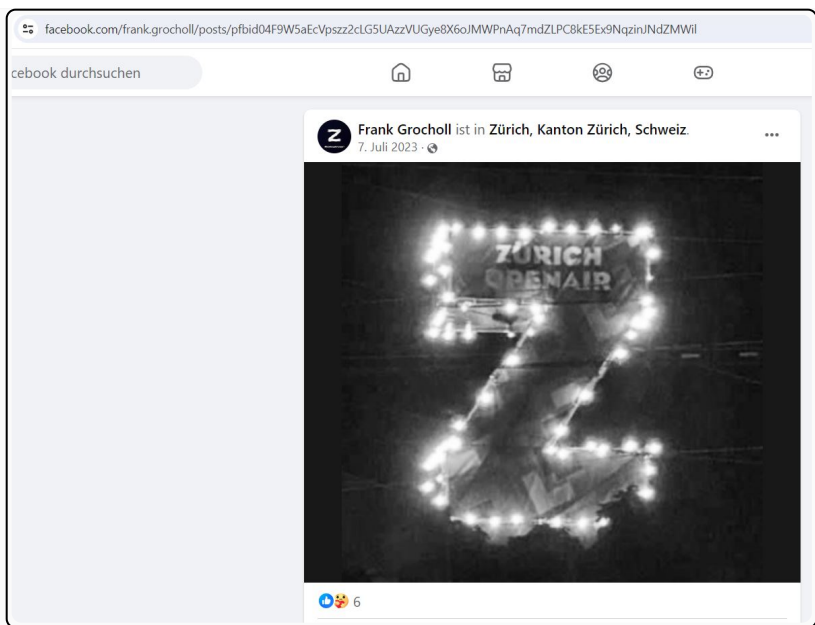 facebook.com/frank.grocholl/posts/pfbid04F9W5aEcVpszz2cLG5UAzzVUGye8X6oJMWPnAq7mdZLPC8kE5Ex9NqzinJNdZMWil
cebook durchsuchen
Z
Frank Grocholl ist in Zürich, Kanton Zürich, Schweiz.
7. Juli 2023 ·
ZÜRICH
OPENAIR
6